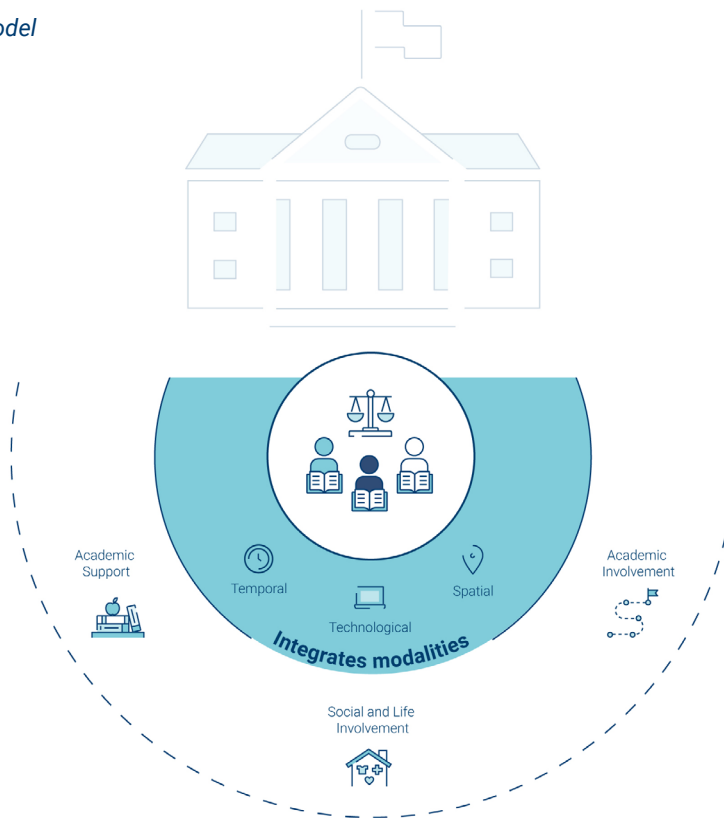 odel
Academic
Support
Temporal
Technological
Spatial
Academic
Involvement
Integrates modalities
Social and Life
Involvement